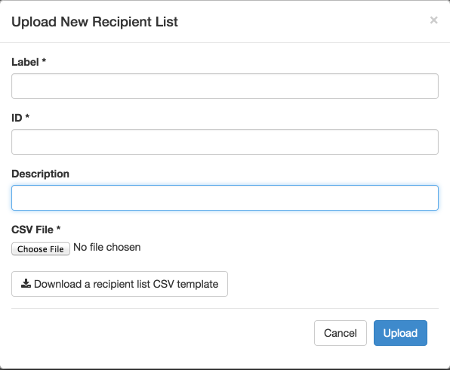 Upload New Recipient List ×
Label *
ID *
Description
CSV File *
Choose File No file chosen
Download a recipient list CSV template
Cancel Upload